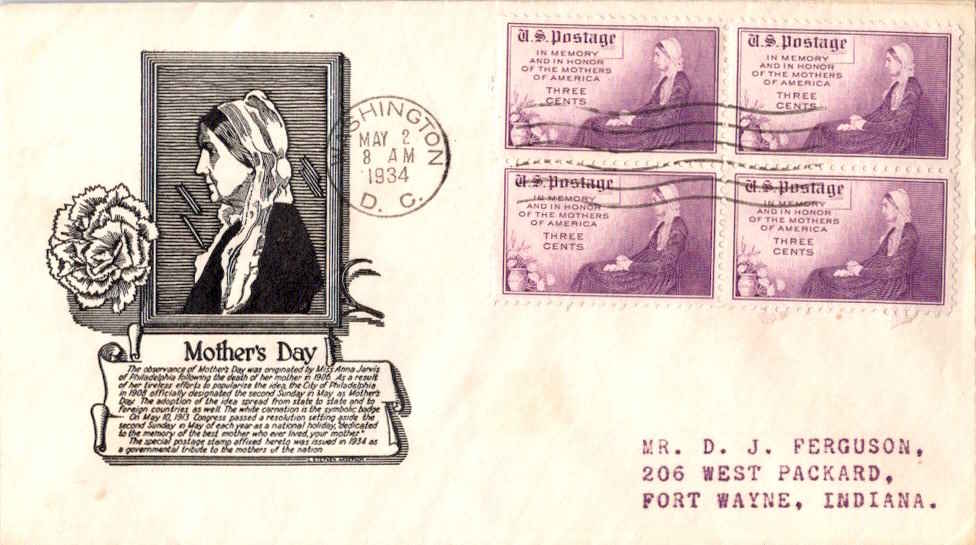 U.S. Postage
IN MEMORY
AND IN HONOR
OF THE MOTHERS
OF AMERICA
THREE
CENTS
U.S. Postage
IN MEMORY
AND IN HONOR
OF THE MOTHERS
OF AMERICA
THREE
CENTS
U.S. Postage
IN MEMORY
AND IN HONOR
OF THE MOTHERS
OF AMERICA
THREE
CENTS
U.S. Postage
IN MEMORY
AND IN HONOR
OF THE MOTHERS
OF AMERICA
THREE
CENTS
WASHINGTON
MAY 2
8 AM
1934
D. C.
Mother's Day
The observance of Mother's Day was originated by Miss Anna Jarvis
of Philadelphia following the death of her mother in 1906. As a result
of her tireless efforts to popularize the idea, the City of Philadelphia
in 1908 officially designated the second Sunday in May as Mother's
Day. The adoption of the idea spread from state to state and to
foreign countries as well. The white carnation is the symbolic badge
On May 10, 1913 Congress passed a resolution setting aside the
second Sunday in May of each year as a national holiday, "dedicated
to the memory of the best mother who ever lived, your mother."
The special postage stamp affixed hereto was issued in 1934 as
a governmental tribute to the mothers of the nation
MR. D. J. FERGUSON,
206 WEST PACKARD,
FORT WAYNE, INDIANA.